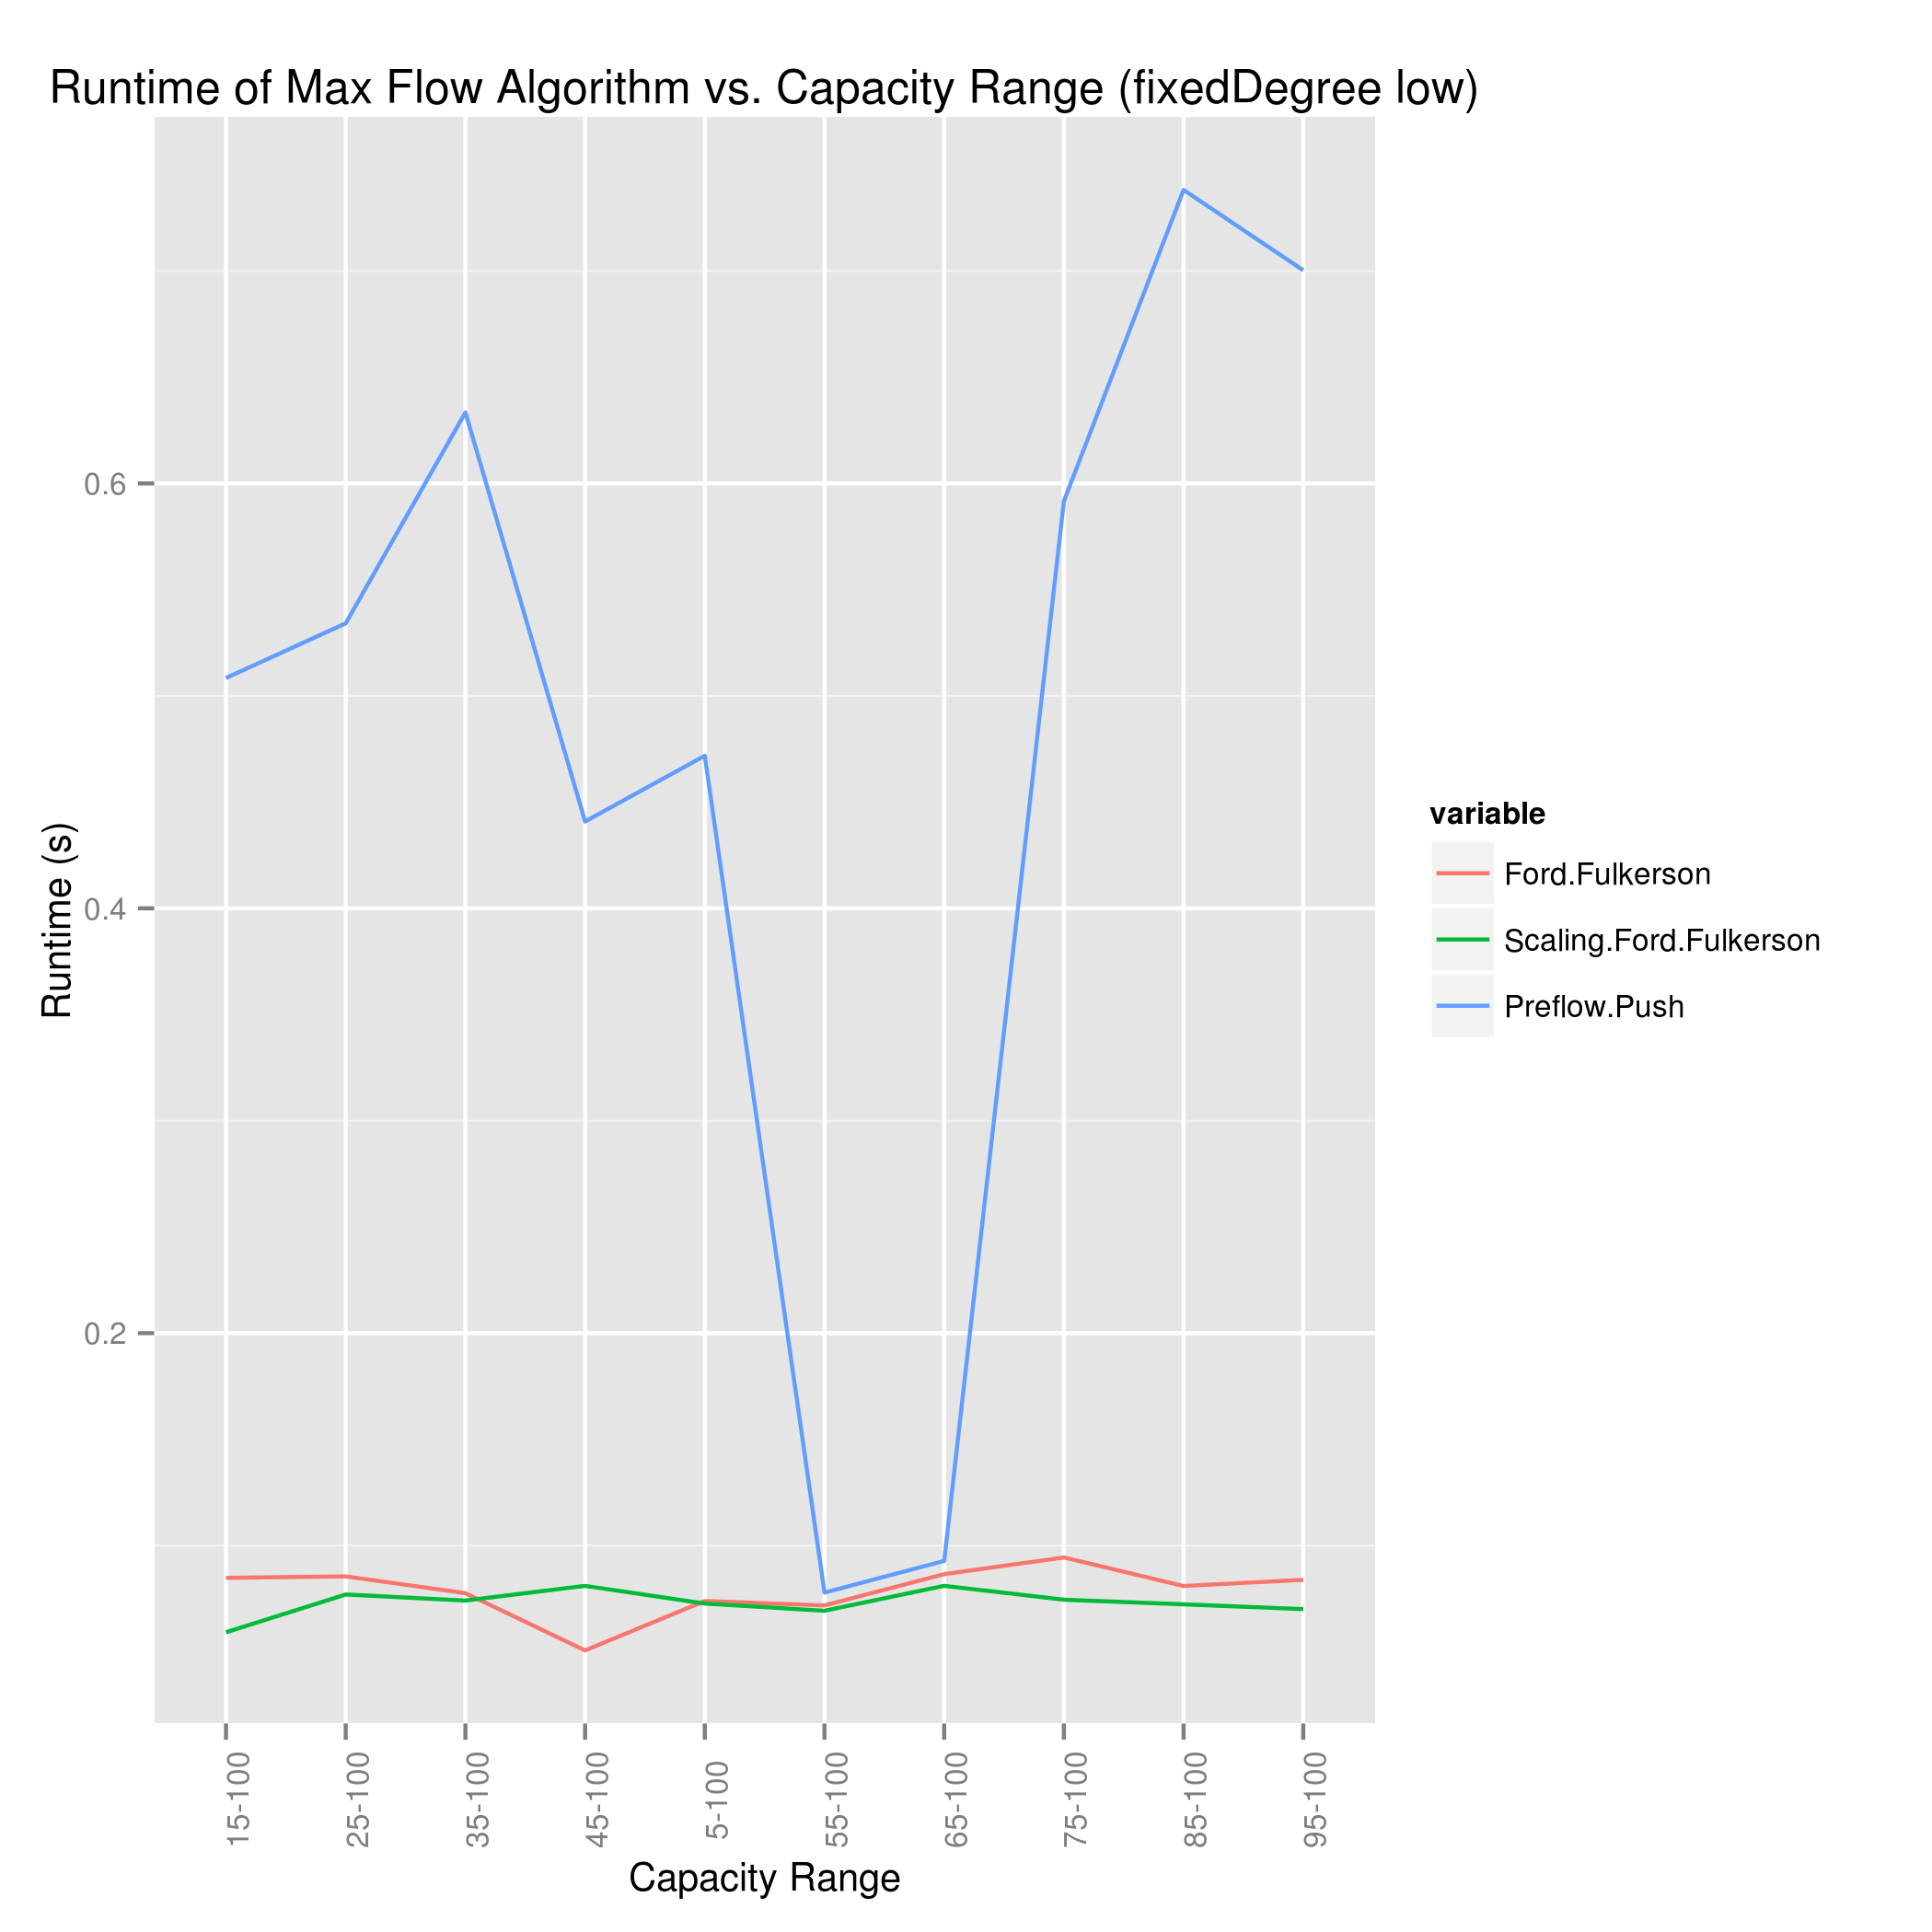 Runtime of Max Flow Algorithm vs. Capacity Range (fixedDegree low)
Runtime (s)
0.6
0.4
0.2
15-100
25-100
35-100
45-100
5-100
55-100
65-100
75-100
85-100
95-100
Capacity Range
variable
Ford.Fulkerson
Scaling.Ford.Fulkerson
Preflow.Push